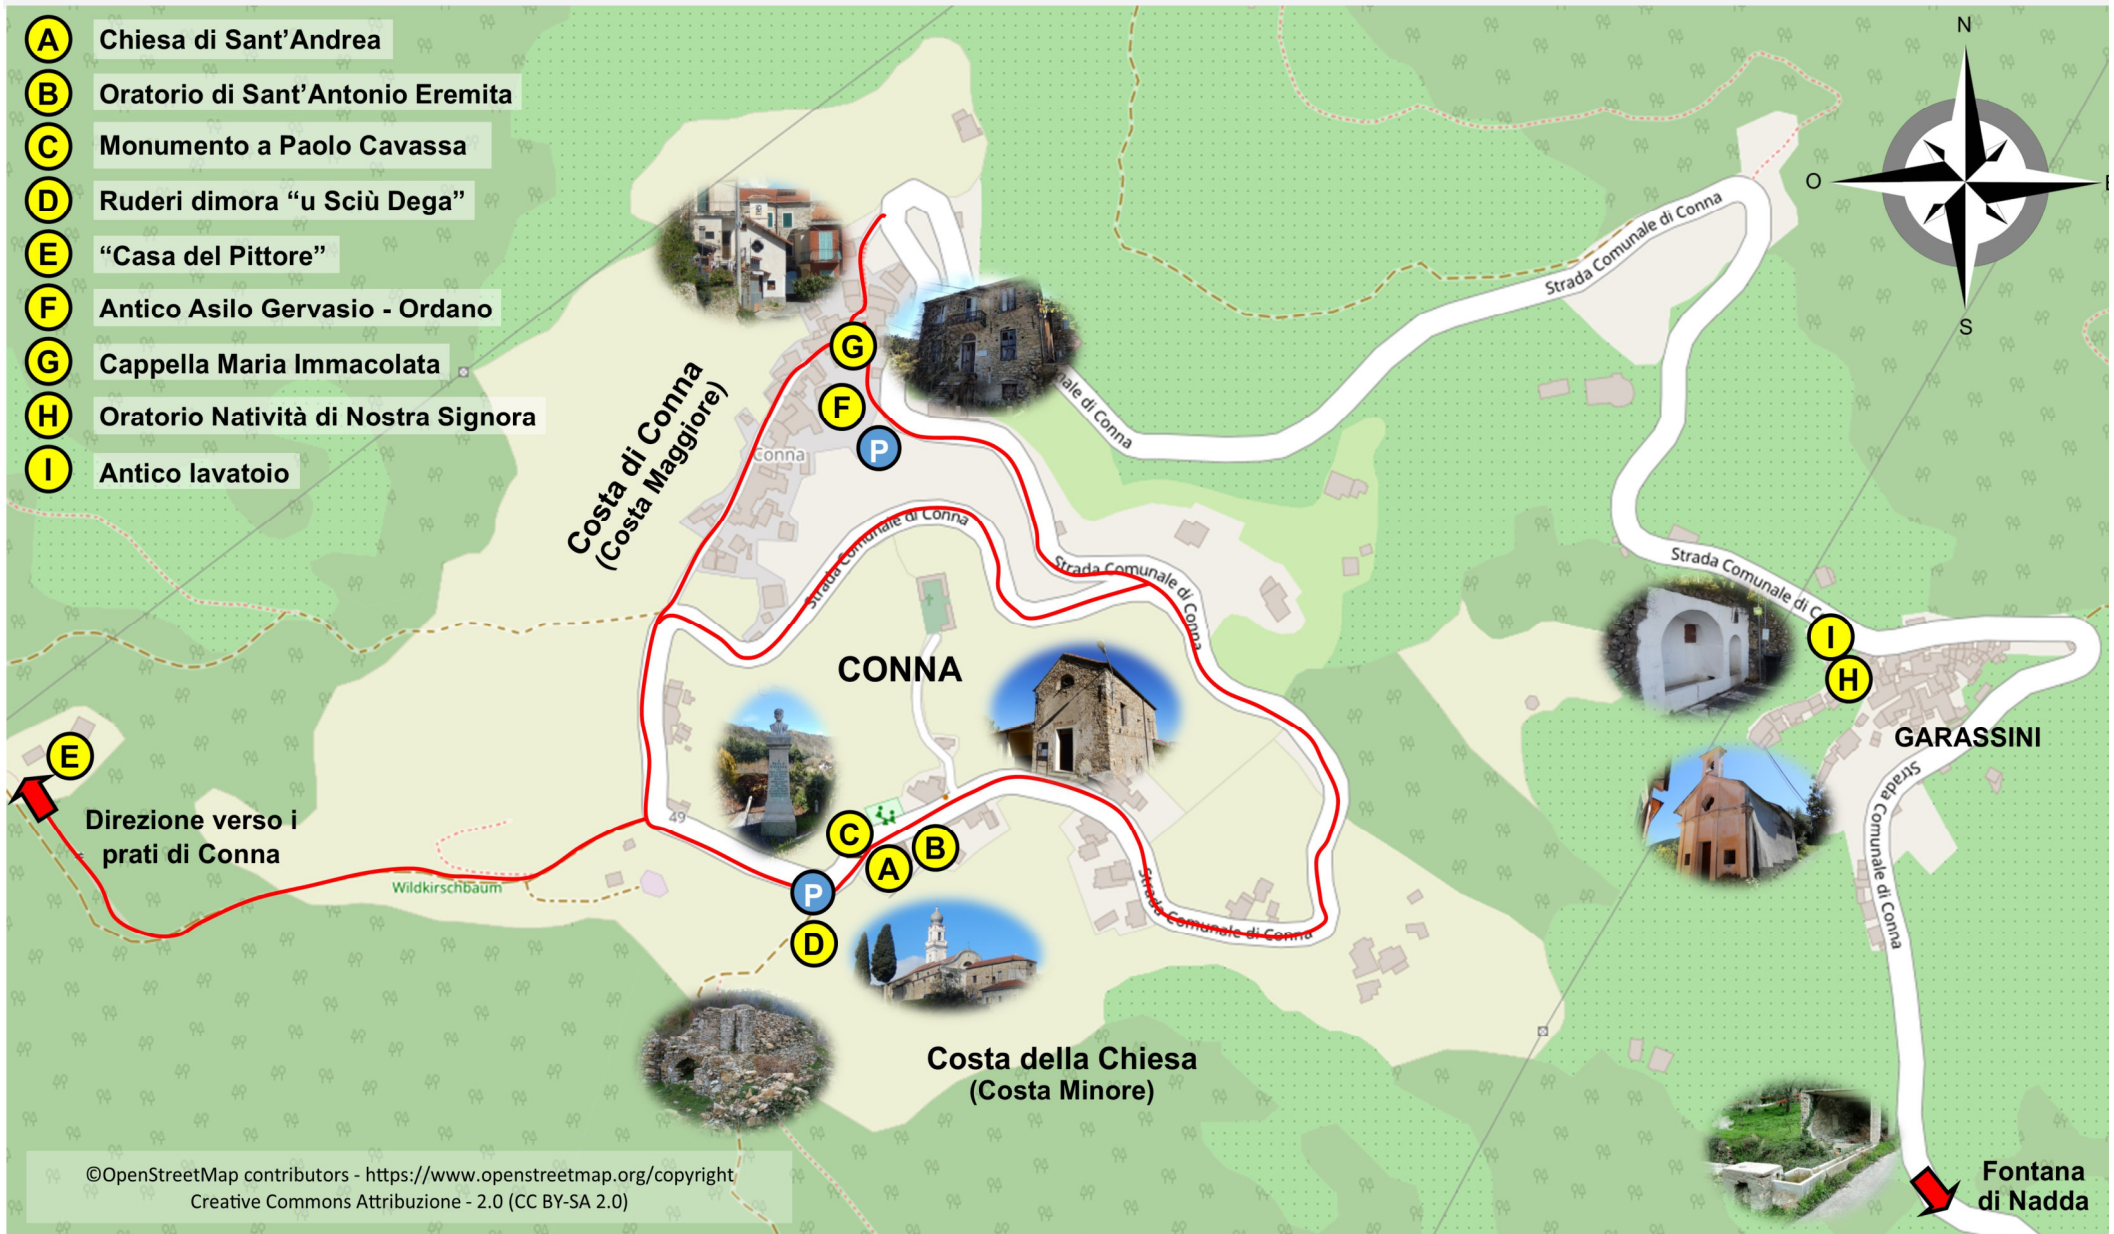 A Chiesa di Sant’Andrea
B Oratorio di Sant’Antonio Eremita
C Monumento a Paolo Cavassa
D Ruderi dimora “u Sciù Dega”
E “Casa del Pittore”
F Antico Asilo Gervasio - Ordano
G Cappella Maria Immacolata
H Oratorio Natività di Nostra Signora
I Antico lavatoio
N
O
E
S
Strada Comunale di Conna
nale di Conna
G
F
P
Conna
Costa di Conna
(Costa Maggiore)
Strada Comunale di Conna
Strada Comunale di Conna
Strada Comunale di Co
I
H
GARASSINI
Strada Comunale di Conna
CONNA
E
Direzione verso i
prati di Conna
49
Wildkirschbaum
C
B
A
P
D
Strada Comunale di Conna
Costa della Chiesa
(Costa Minore)
Fontana
di Nadda
©OpenStreetMap contributors - https://www.openstreetmap.org/copyright
Creative Commons Attribuzione - 2.0 (CC BY-SA 2.0)